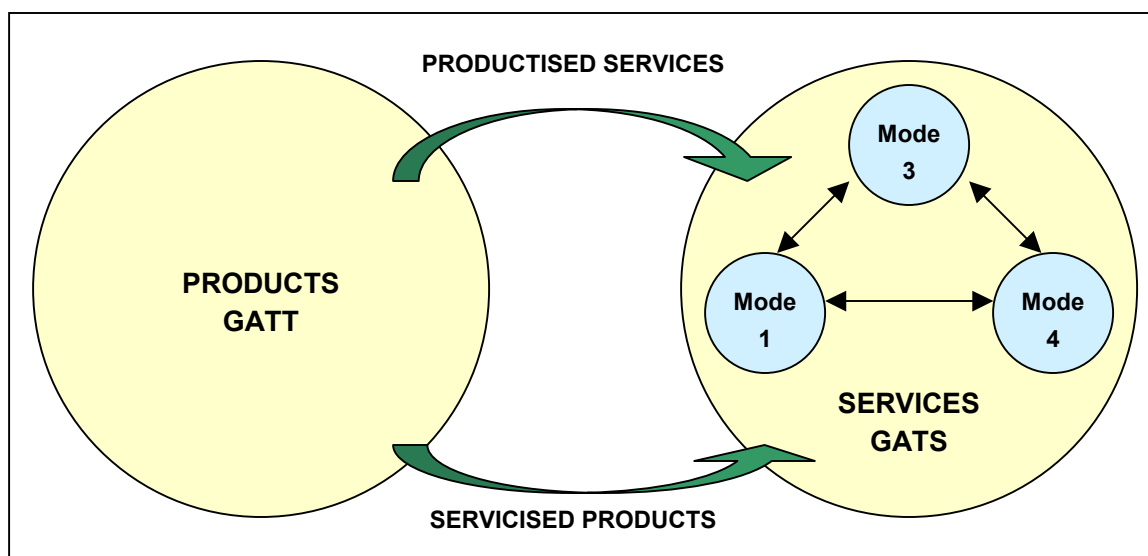 PRODUCTISED SERVICES
Mode
3
PRODUCTS
GATT
Mode
1
Mode
4
SERVICES
GATS
SERVICISED PRODUCTS